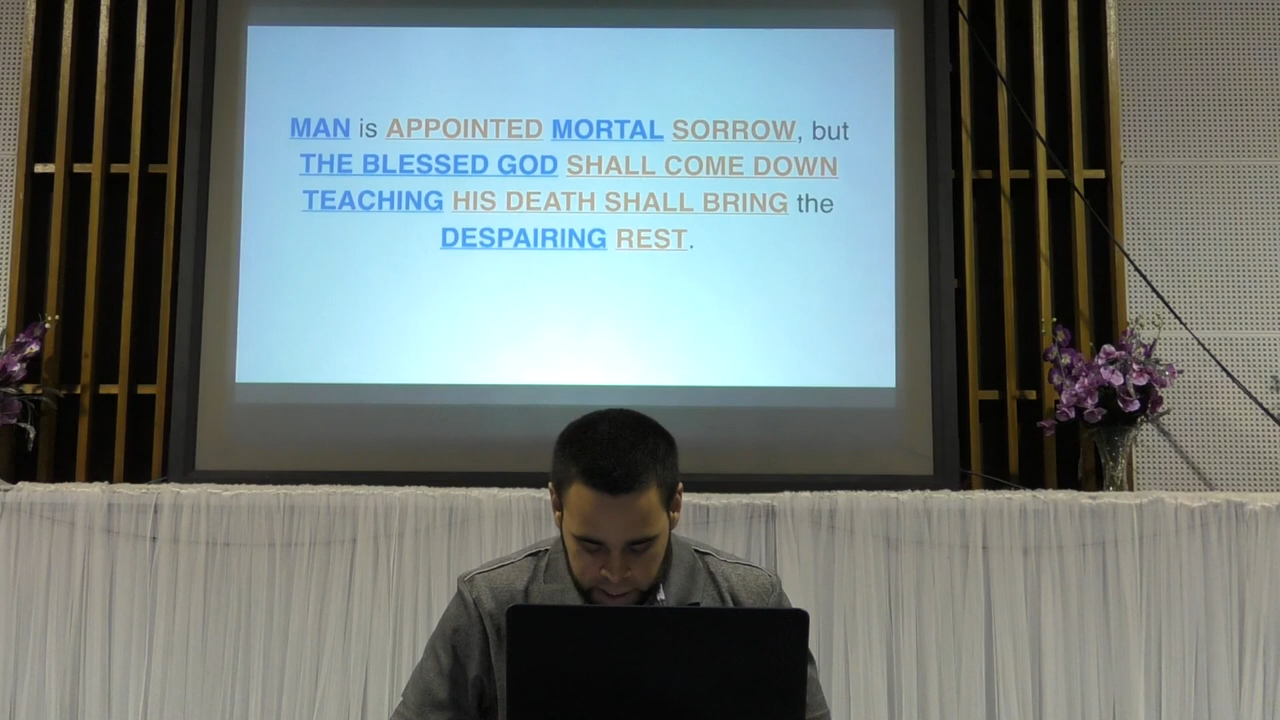 MAN is APPOINTED MORTAL SORROW, but
THE BLESSED GOD SHALL COME DOWN
TEACHING HIS DEATH SHALL BRING the
DESPAIRING REST.